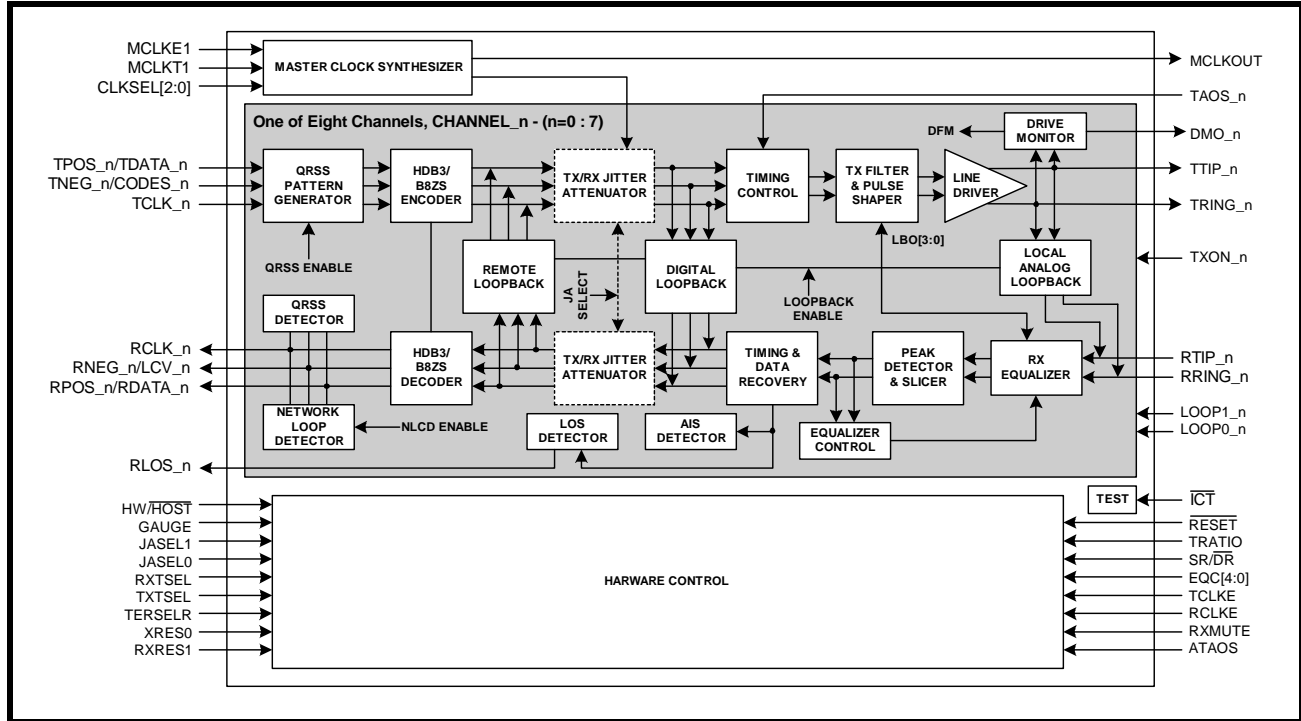 MCLKE1
MCLKT1
CLKSEL[2:0]
MASTER CLOCK SYNTHESIZER
MCLKOUT
TAOS_n
One of Eight Channels, CHANNEL_n - (n=0 : 7)
DFM
DRIVE
MONITOR
DMO_n
TPOS_n/TDATA_n
TNEG_n/CODES_n
TCLK_n
QRSS
PATTERN
GENERATOR
HDB3/
B8ZS
ENCODER
TX/RX JITTER
ATTENUATOR
TIMING
CONTROL
TX FILTER
& PULSE
SHAPER
LINE
DRIVER
TTIP_n
TRING_n
QRSS ENABLE
REMOTE
LOOPBACK
JA
SELECT
DIGITAL
LOOPBACK
LBO[3:0]
LOOPBACK
ENABLE
LOCAL
ANALOG
LOOPBACK
TXON_n
QRSS
DETECTOR
RCLK_n
RNEG_n/LCV_n
RPOS_n/RDATA_n
HDB3/
B8ZS
DECODER
TX/RX JITTER
ATTENUATOR
TIMING &
DATA
RECOVERY
PEAK
DETECTOR
& SLICER
RX
EQUALIZER
RTIP_n
RRING_n
NETWORK
LOOP
DETECTOR
NLCD ENABLE
LOS
DETECTOR
AIS
DETECTOR
EQUALIZER
CONTROL
LOOP1_n
LOOP0_n
RLOS_n
HW/HOST
GAUGE
JASEL1
JASEL0
RXTSEL
TXTSEL
TERSELR
XRES0
RXRES1
HARWARE CONTROL
TEST
ICT
RESET
TRATIO
SR/DR
EQC[4:0]
TCLKE
RCLKE
RXMUTE
ATAOS